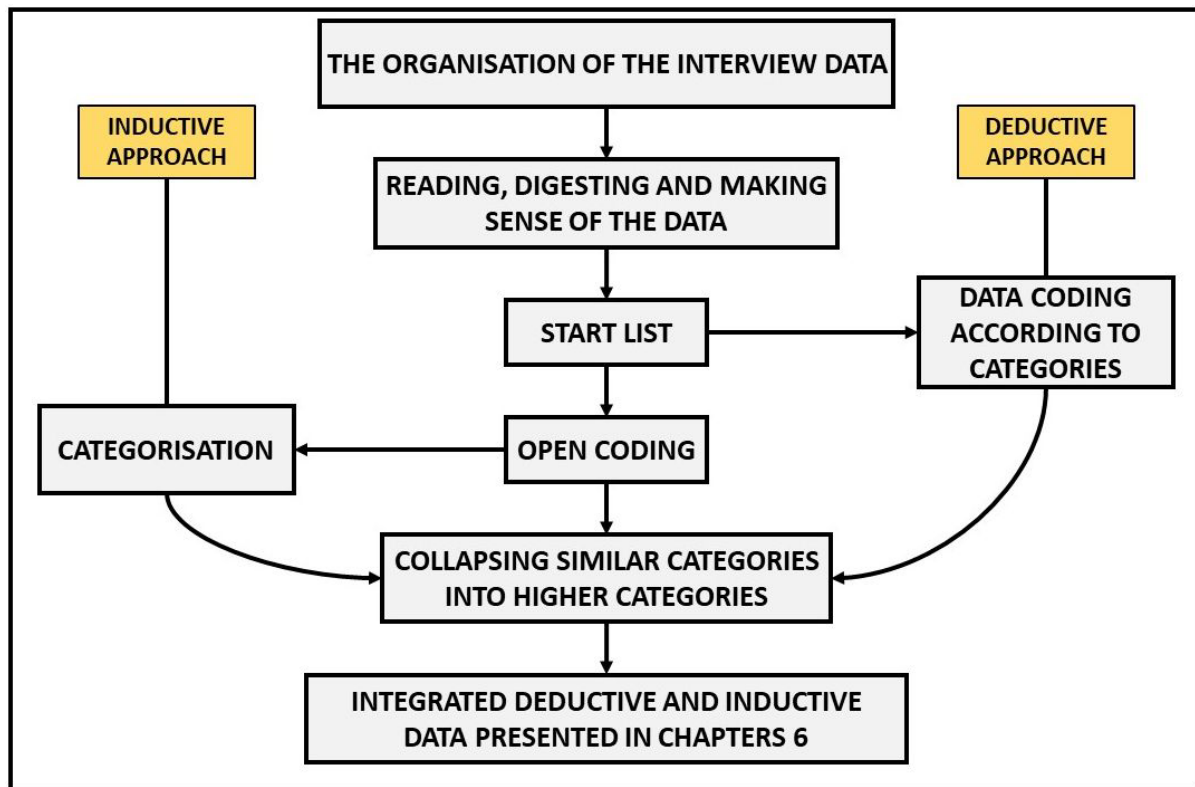 THE ORGANISATION OF THE INTERVIEW DATA
INDUCTIVE
APPROACH
DEDUCTIVE
APPROACH
READING, DIGESTING AND MAKING
SENSE OF THE DATA
START LIST
DATA CODING
ACCORDING TO
CATEGORIES
CATEGORISATION
OPEN CODING
COLLAPSING SIMILAR CATEGORIES
INTO HIGHER CATEGORIES
INTEGRATED DEDUCTIVE AND INDUCTIVE
DATA PRESENTED IN CHAPTERS 6